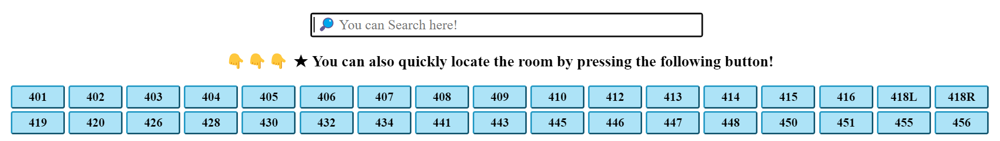 🔎 You can Search here!
👇 👇 👇 ★ You can also quickly locate the room by pressing the following button!
401 402 403 404 405 406 407 408 409 410 412 413 414 415 416 418L 418R
419 420 426 428 430 432 434 441 443 445 446 447 448 450 451 455 456